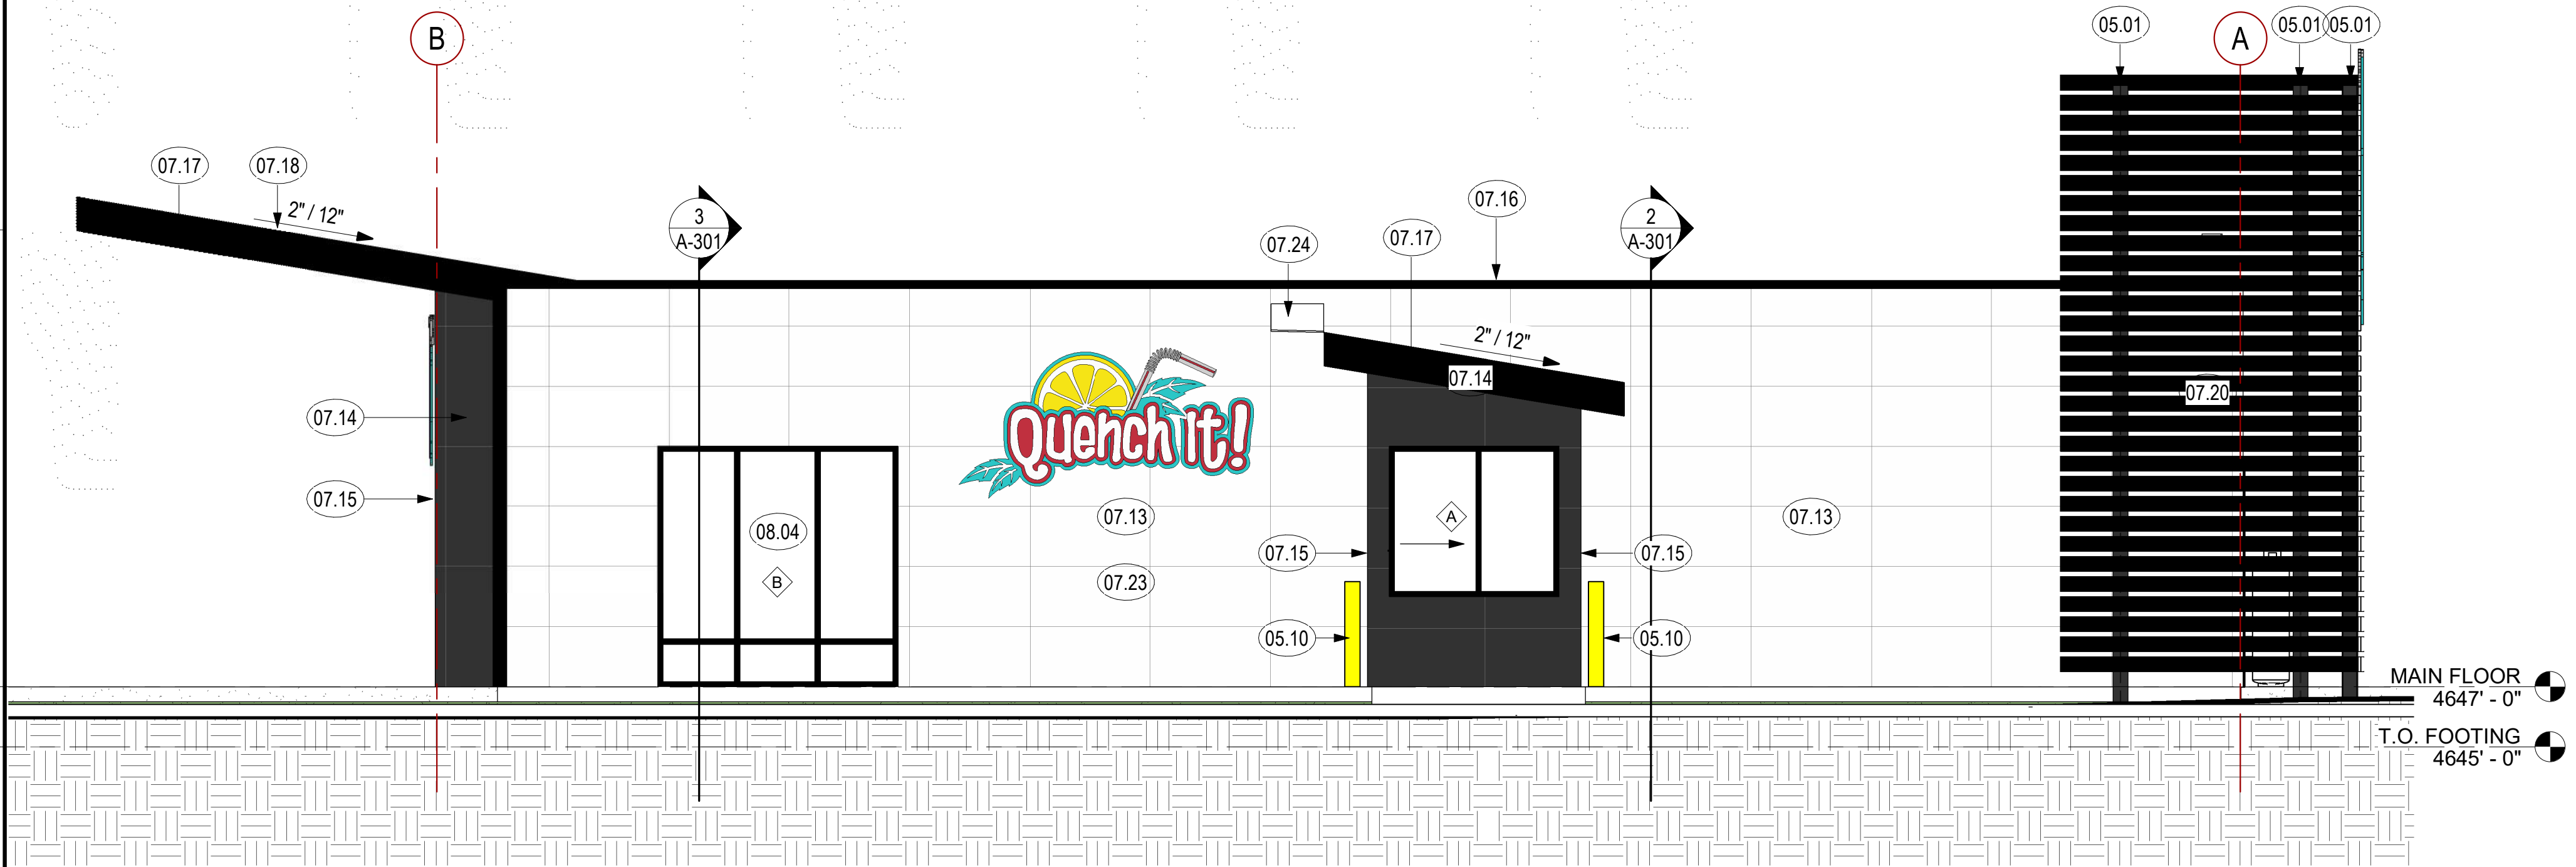 B
05.01
A
05.01
05.01
07.17
07.18
2" / 12"
3
A-301
07.16
2
A-301
07.24
07.17
2" / 12"
07.14
07.20
07.14
Quench it!
07.15
08.04
B
07.13
A
07.13
07.15
07.15
07.23
05.10
05.10
MAIN FLOOR
4647' - 0"
T.O. FOOTING
4645' - 0"